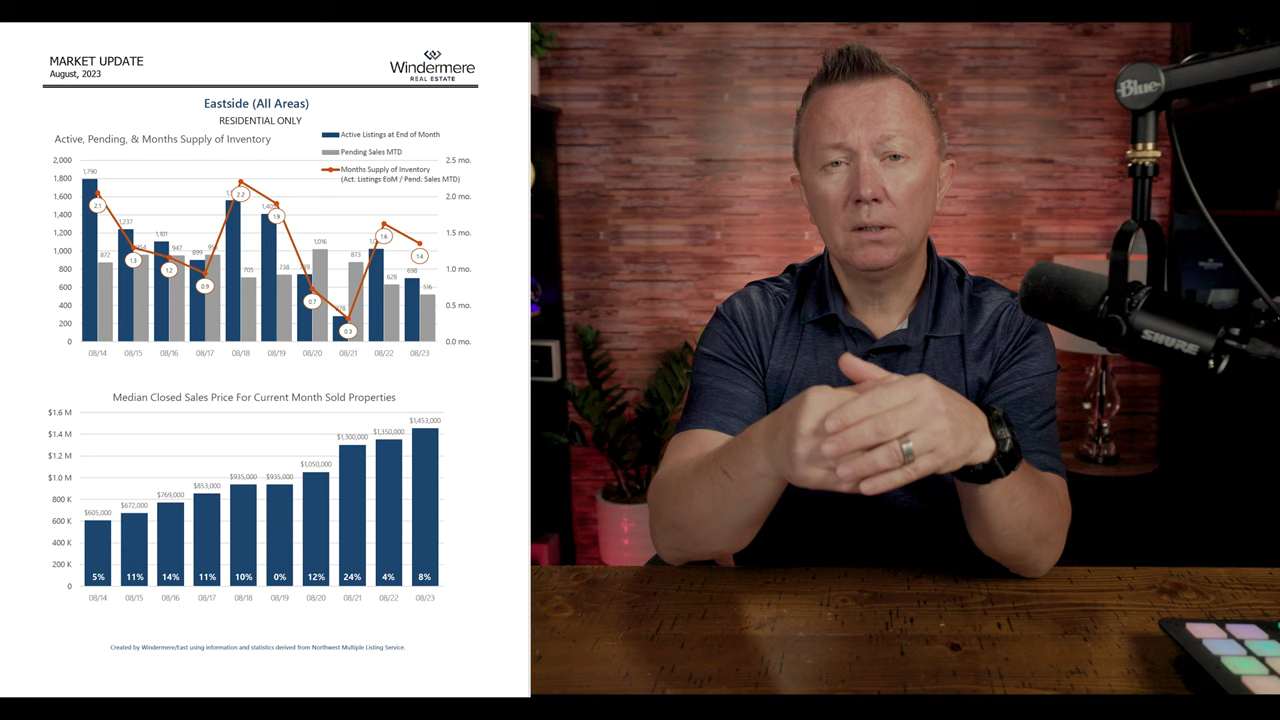 MARKET UPDATE
August, 2023
Windermere
REAL ESTATE
Eastside (All Areas)
RESIDENTIAL ONLY
Active, Pending, & Months Supply of Inventory
Active Listings at End of Month
Pending Sales MTD
Months Supply of Inventory
(Act. Listings EoM / Pend. Sales MTD)
2,000
1,800
1,600
1,400
1,200
1,000
800
600
400
200
0
2.5 mo.
2.0 mo.
1.5 mo.
1.0 mo.
0.5 mo.
0.0 mo.
1,790
872
1,237
1,101
947
899
705
738
1,016
873
628
698
516
2.1
1.3
1.2
0.9
2.2
1.9
0.7
0.3
1.6
1.4
08/14 08/15 08/16 08/17 08/18 08/19 08/20 08/21 08/22 08/23
Median Closed Sales Price For Current Month Sold Properties
$1.6 M
$1.4 M
$1.2 M
$1.0 M
800 K
600 K
400 K
200 K
0
$605,000 $672,000 $769,000 $853,000 $935,000 $935,000 $1,050,000 $1,300,000 $1,350,000 $1,453,000
5% 11% 14% 11% 10% 0% 12% 24% 4% 8%
08/14 08/15 08/16 08/17 08/18 08/19 08/20 08/21 08/22 08/23
Created by Windermere/East using information and statistics derived from Northwest Multiple Listing Service.
Blue
SHURE